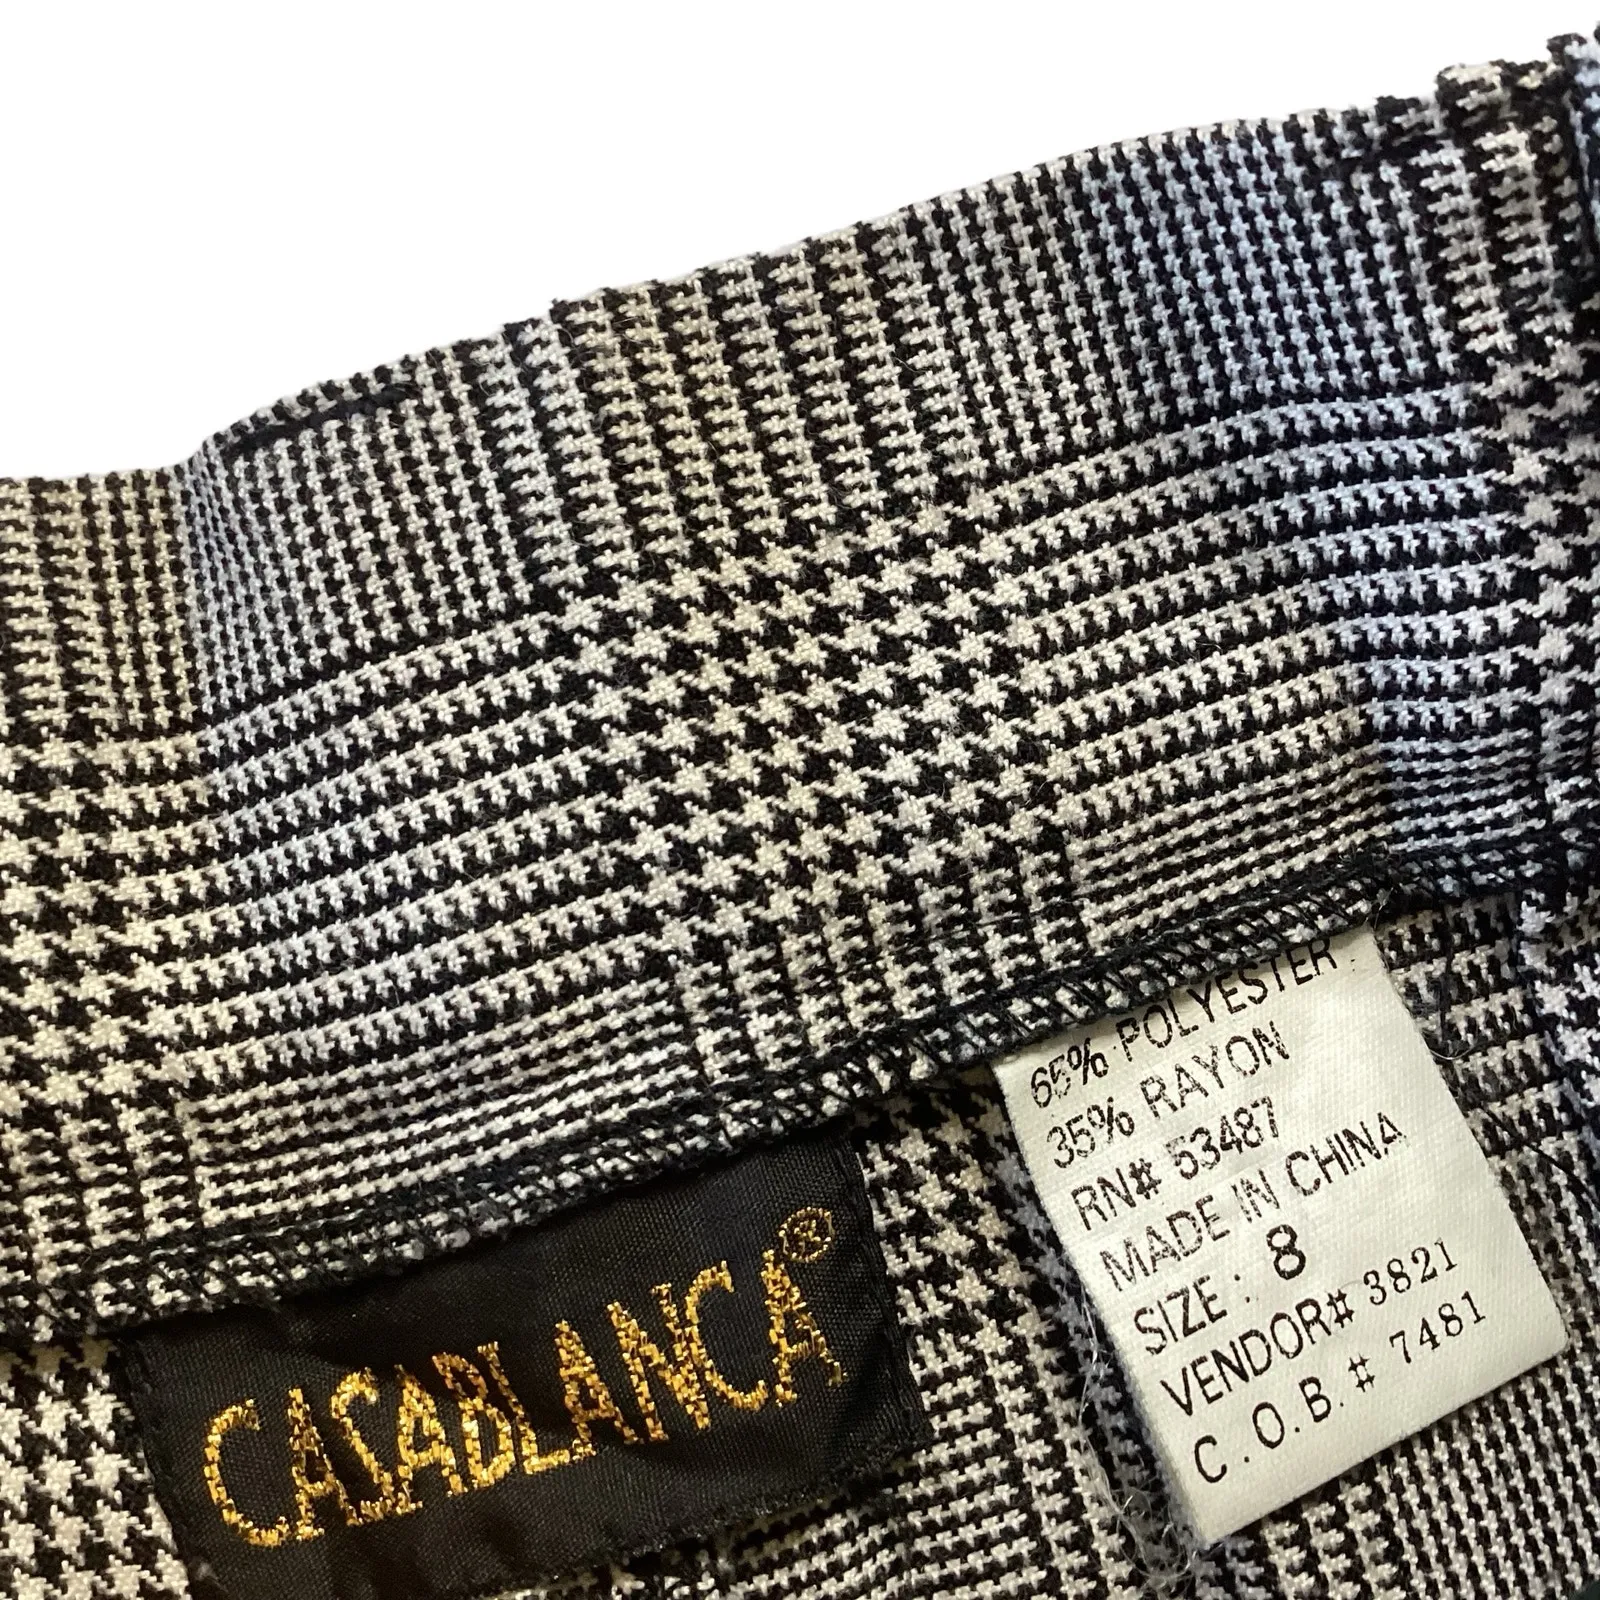 CASABLANCA®
65% POLYESTER
35% RAYON
RN# 53487
MADE IN CHINA
SIZE: 8
VENDOR# 3821
C.O.B.# 7481